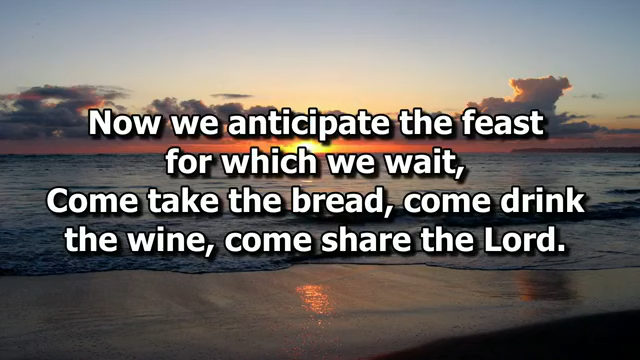 Now we anticipate the feast
for which we wait,
Come take the bread, come drink
the wine, come share the Lord.